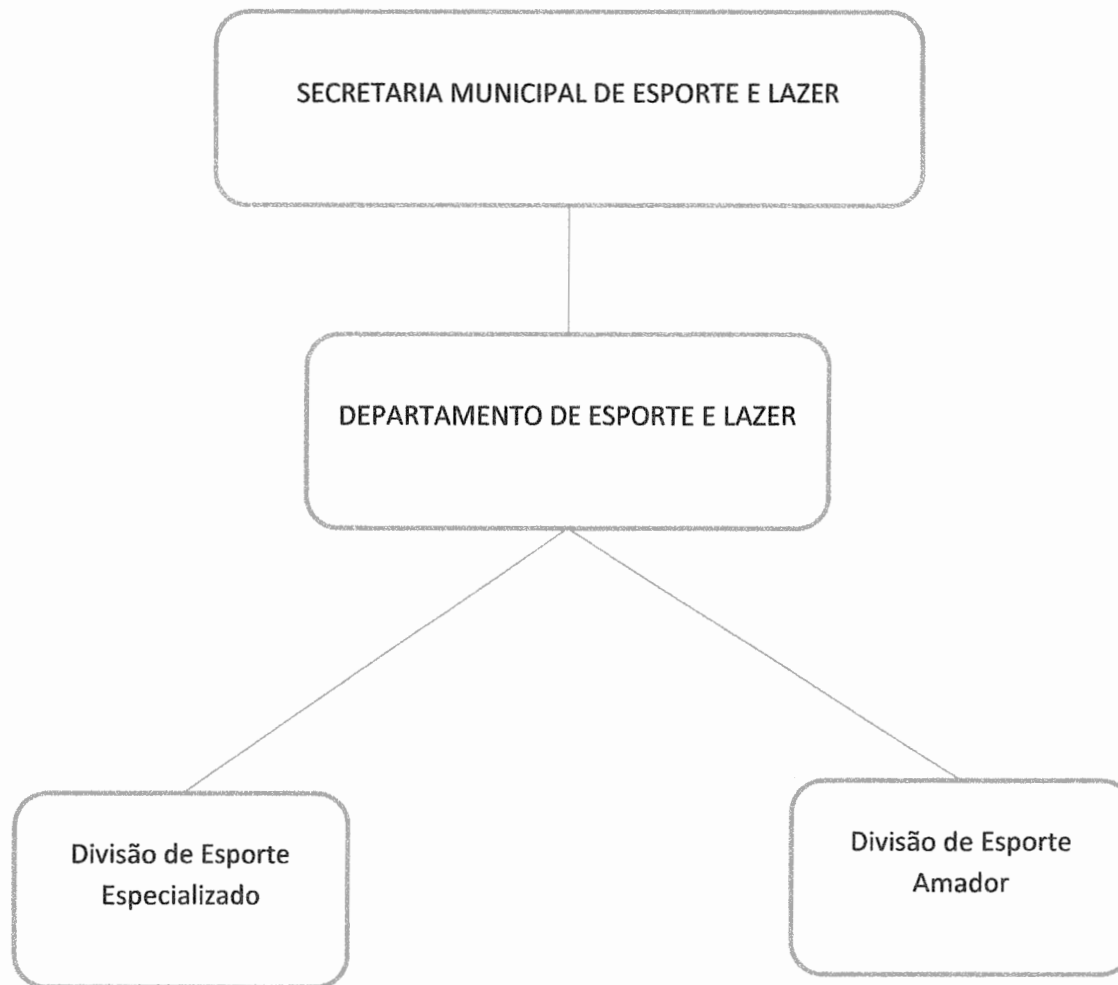 SECRETARIA MUNICIPAL DE ESPORTE E LAZER
DEPARTAMENTO DE ESPORTE E LAZER
Divisão de Esporte
Especializado
Divisão de Esporte
Amador